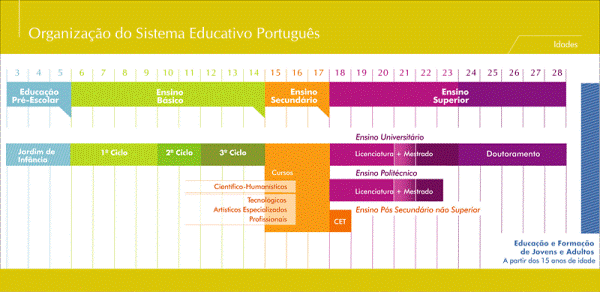 Organização do Sistema Educativo Português
Idades
3 4 5 6 7 8 9 10 11 12 13 14 15 16 17 18 19 20 21 22 23 24 25 26 27 28
Educação
Pré-Escolar
Ensino
Básico
Ensino
Secundário
Ensino
Superior
Jardim de
Infância
1º Ciclo
2º Ciclo
3º Ciclo
Cursos
Científico-Humanísticos
Tecnológicos
Artísticos Especializados
Profissionais
Ensino Universitário
Licenciatura + Mestrado
Doutoramento
Ensino Politécnico
Licenciatura + Mestrado
Ensino Pós Secundário não Superior
CET
Educação e Formação
de Jovens e Adultos
A partir dos 15 anos de idade